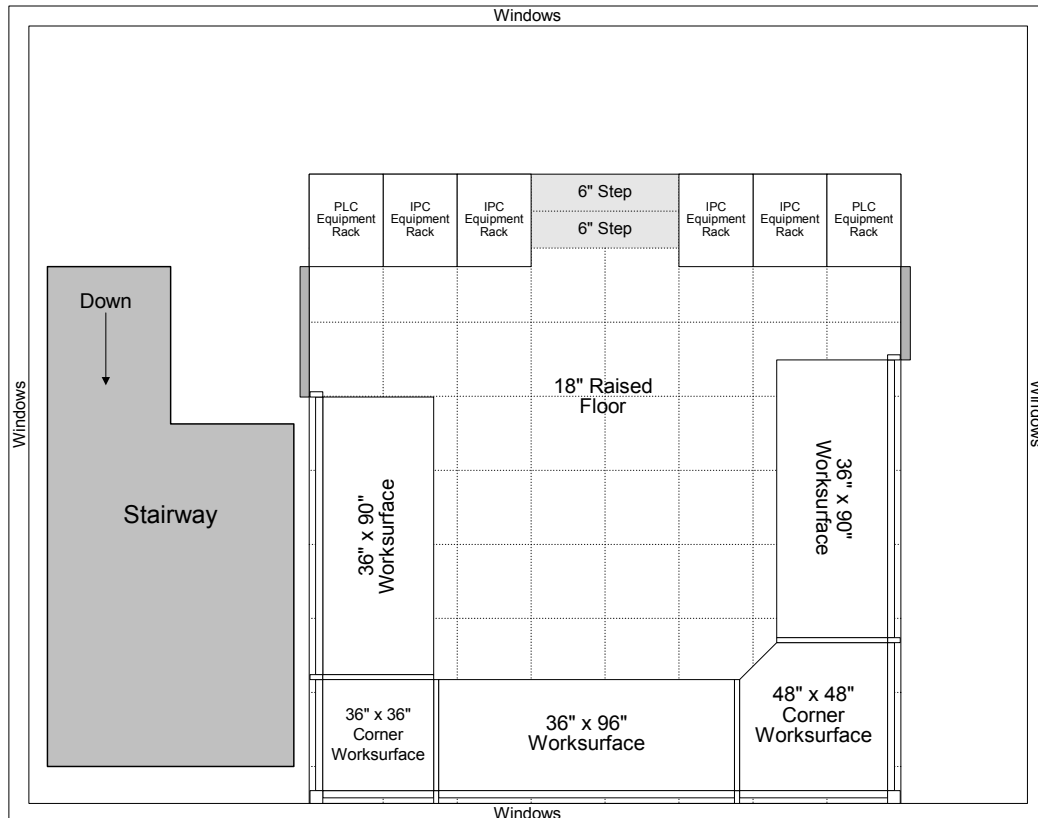 Windows
6" Step
PLC
Equipment
Rack
IPC
Equipment
Rack
IPC
Equipment
Rack
IPC
Equipment
Rack
IPC
Equipment
Rack
PLC
Equipment
Rack
6" Step
Down
Windows
18" Raised
Floor
Windows
36" x 90"
Worksurface
36" x 90"
Worksurface
Stairway
36" x 36"
Corner
Worksurface
36" x 96"
Worksurface
48" x 48"
Corner
Worksurface
Windows